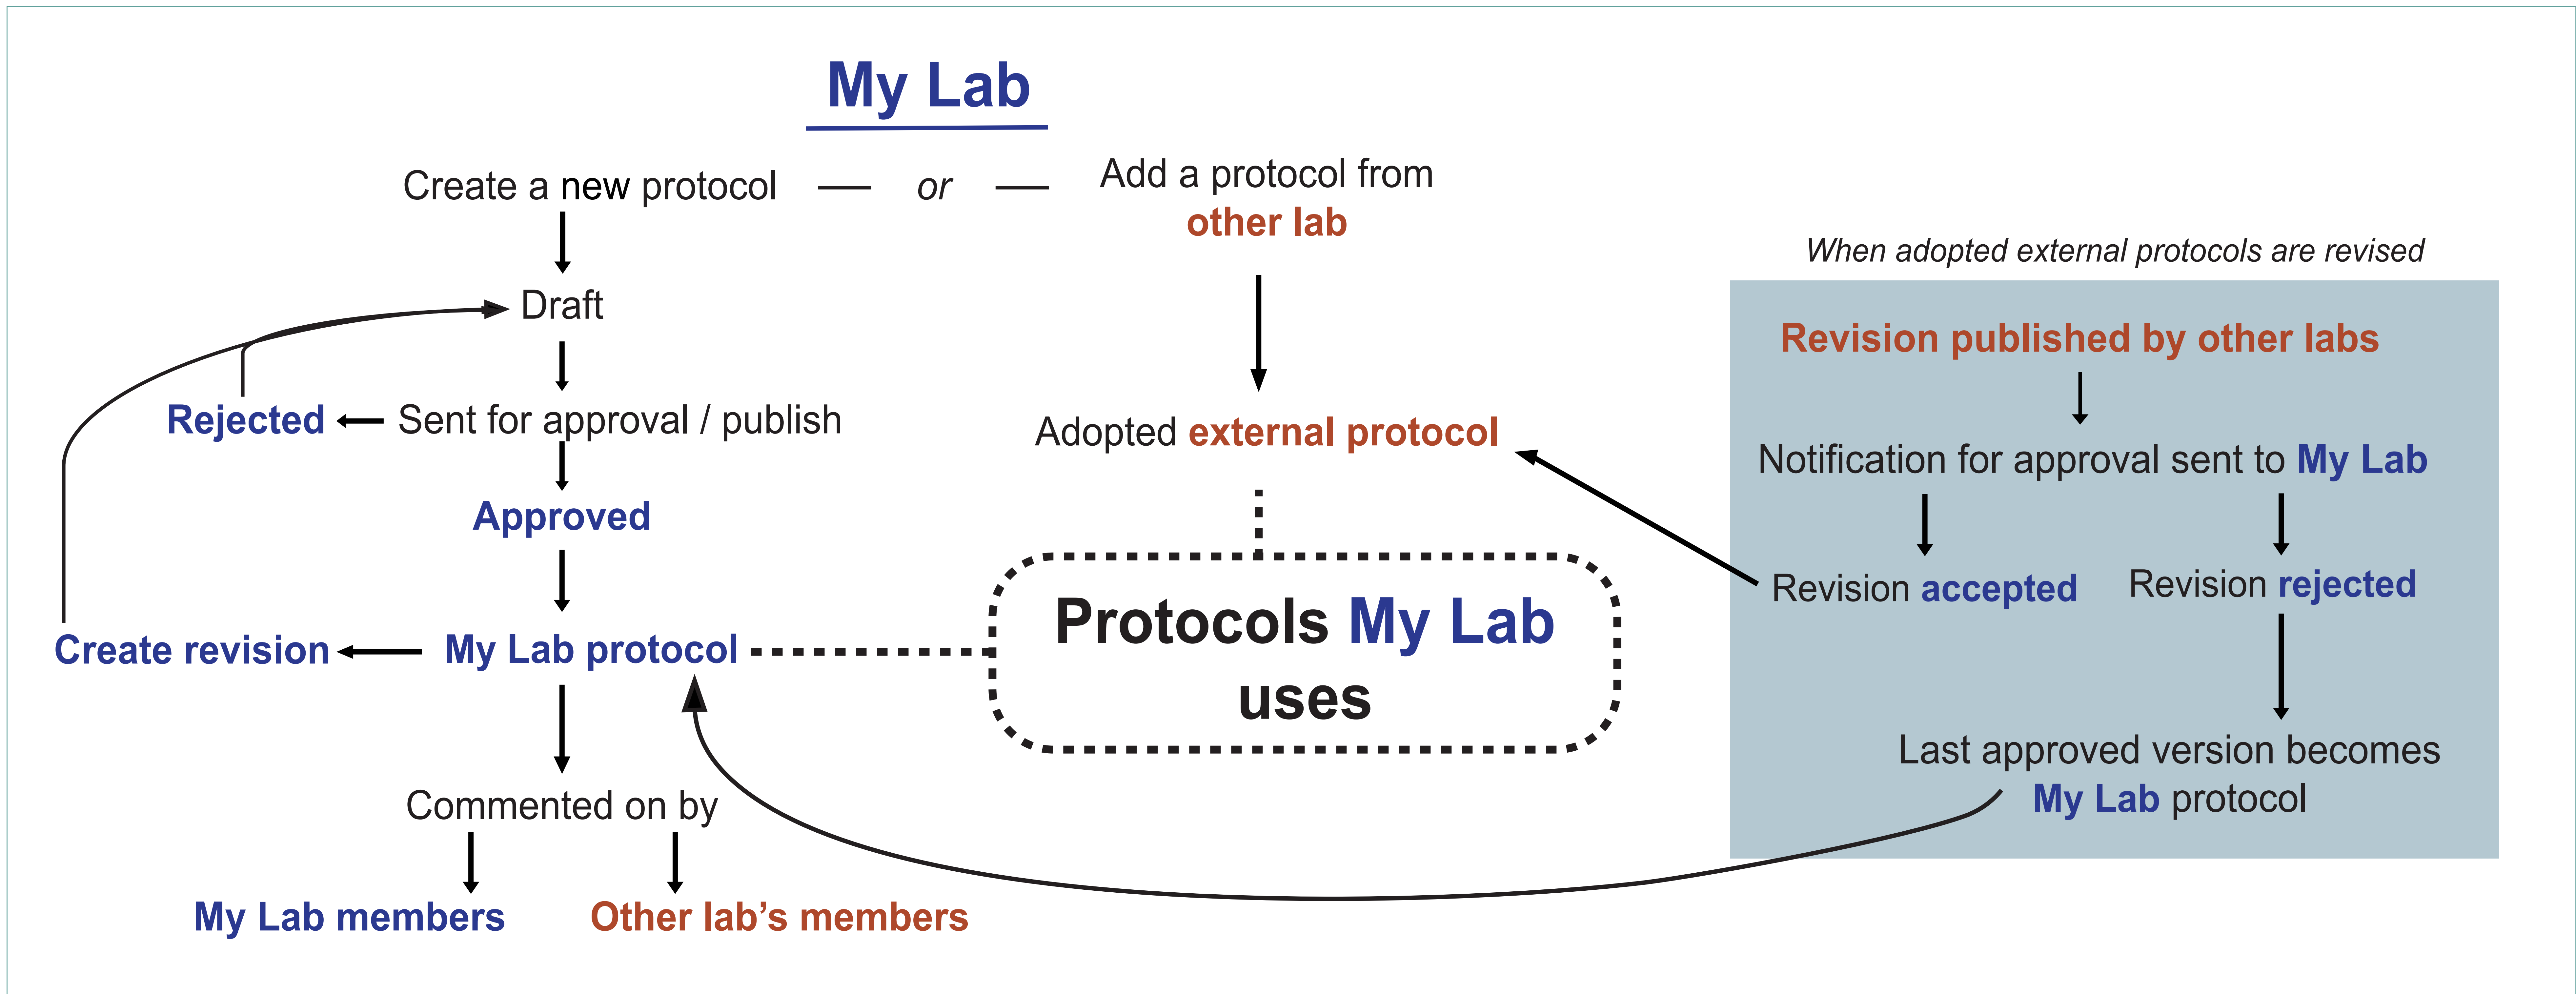 My Lab
Create a new protocol — or — Add a protocol from
other lab
Draft
Rejected
Sent for approval / publish
Approved
Create revision
My Lab protocol
Commented on by
My Lab members
Other lab’s members
Adopted external protocol
Protocols My Lab
uses
When adopted external protocols are revised
Revision published by other labs
Notification for approval sent to My Lab
Revision accepted
Revision rejected
Last approved version becomes
My Lab protocol